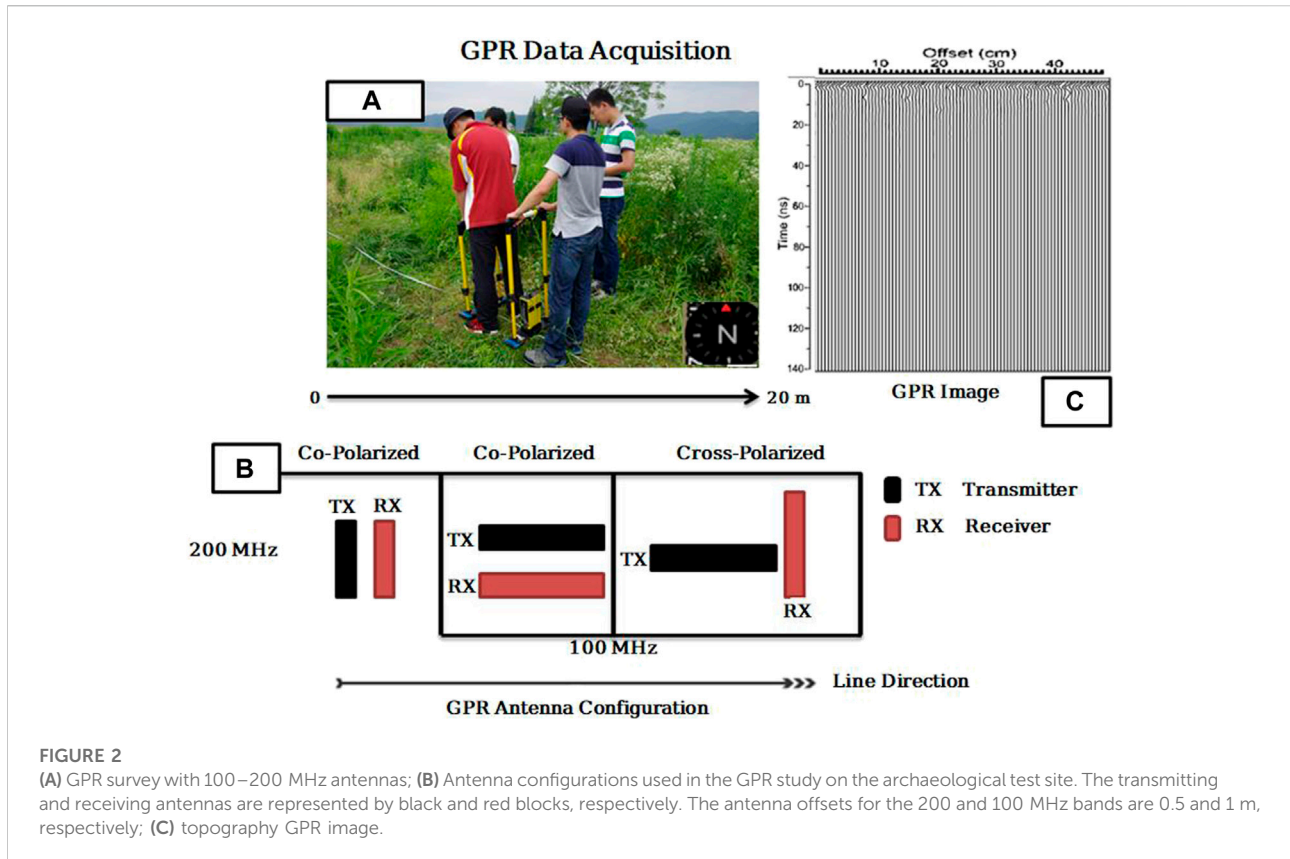 GPR Data Acquisition
A
N
0
20 m
Offset (cm)
10 20 30 40
Time (ns)
0
20
40
60
80
100
120
140
GPR Image
C
B
Co-Polarized Co-Polarized Cross-Polarized
200 MHz
TX RX
TX
RX
TX
RX
100 MHz
TX Transmitter
RX Receiver
Line Direction
GPR Antenna Configuration
FIGURE 2
(A) GPR survey with 100–200 MHz antennas; (B) Antenna configurations used in the GPR study on the archaeological test site. The transmitting
and receiving antennas are represented by black and red blocks, respectively. The antenna offsets for the 200 and 100 MHz bands are 0.5 and 1 m,
respectively; (C) topography GPR image.